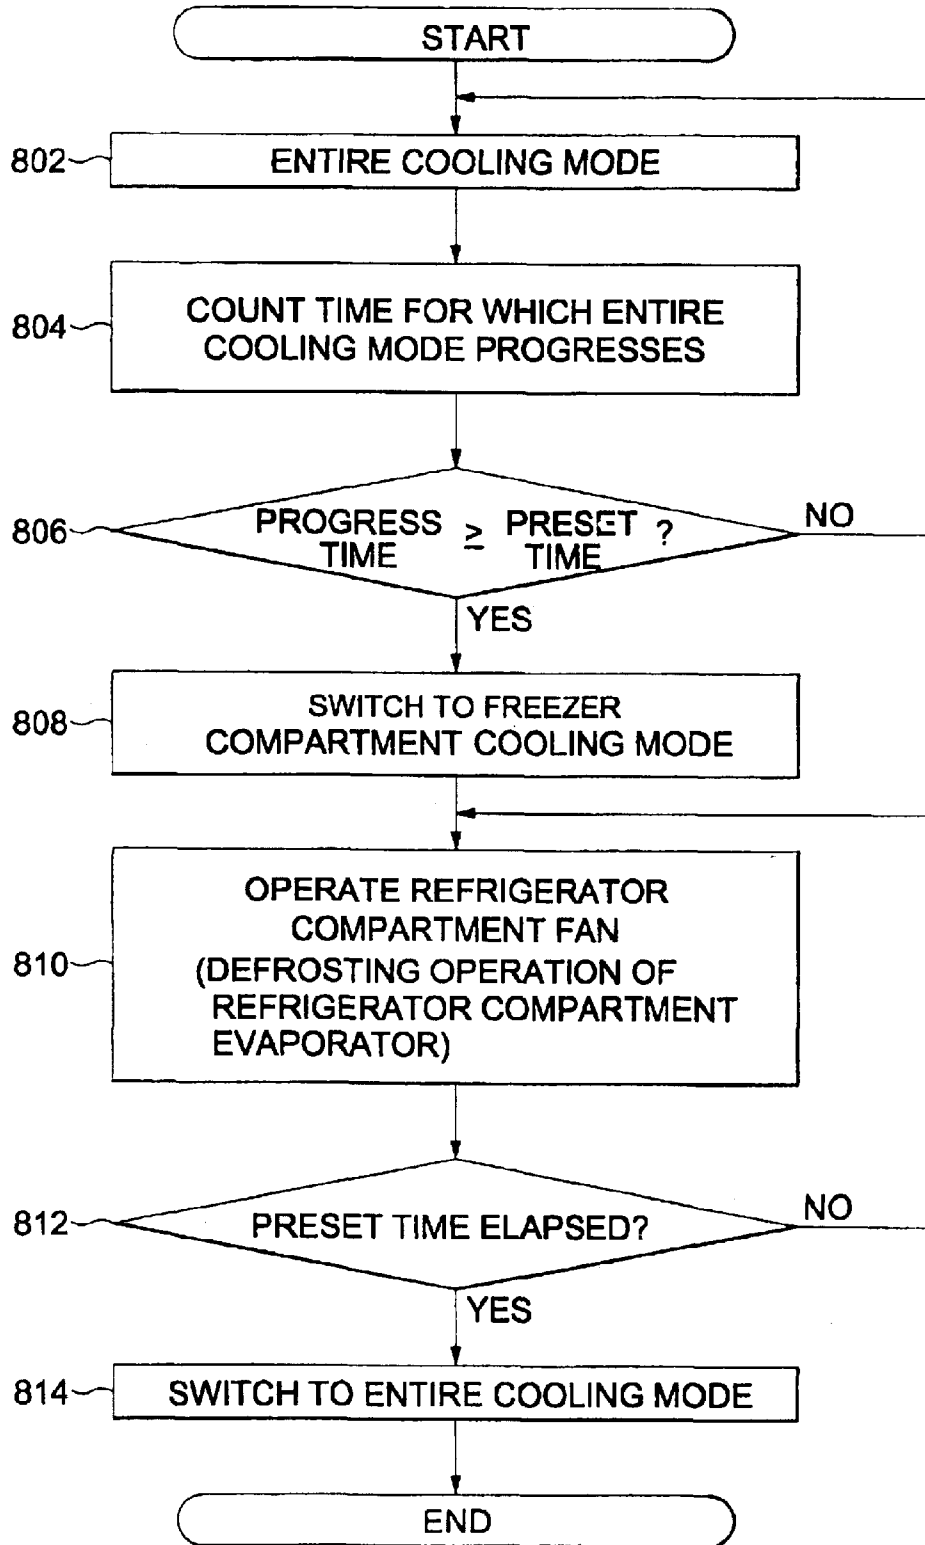 START
802
ENTIRE COOLING MODE
804
COUNT TIME FOR WHICH ENTIRE
COOLING MODE PROGRESSES
806
PROGRESS
TIME
≥
PRESET
TIME
?
NO
YES
808
SWITCH TO FREEZER
COMPARTMENT COOLING MODE
810
OPERATE REFRIGERATOR
COMPARTMENT FAN
(DEFROSTING OPERATION OF
REFRIGERATOR COMPARTMENT
EVAPORATOR)
812
PRESET TIME ELAPSED?
NO
YES
814
SWITCH TO ENTIRE COOLING MODE
END